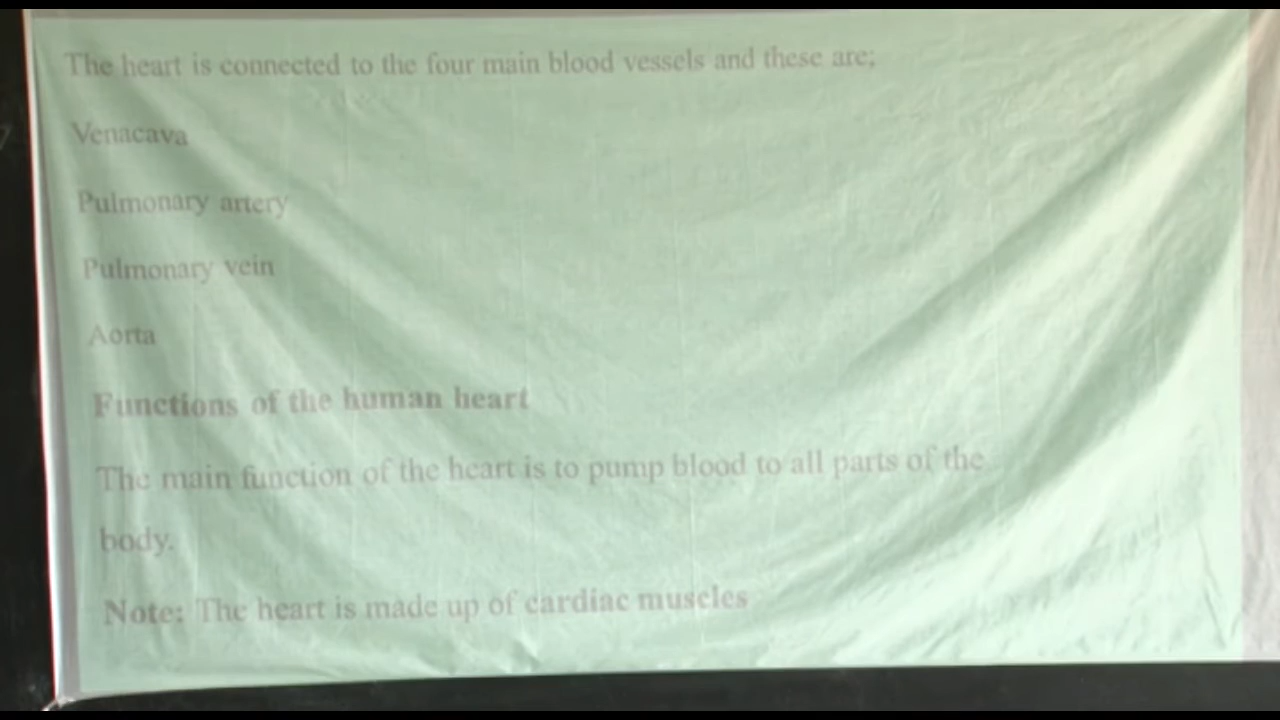 The heart is connected to the four main blood vessels and these are;
Venacava
Pulmonary artery
Pulmonary vein
Aorta
Functions of the human heart
The main function of the heart is to pump blood to all parts of the
body.
Note: The heart is made up of cardiac muscles